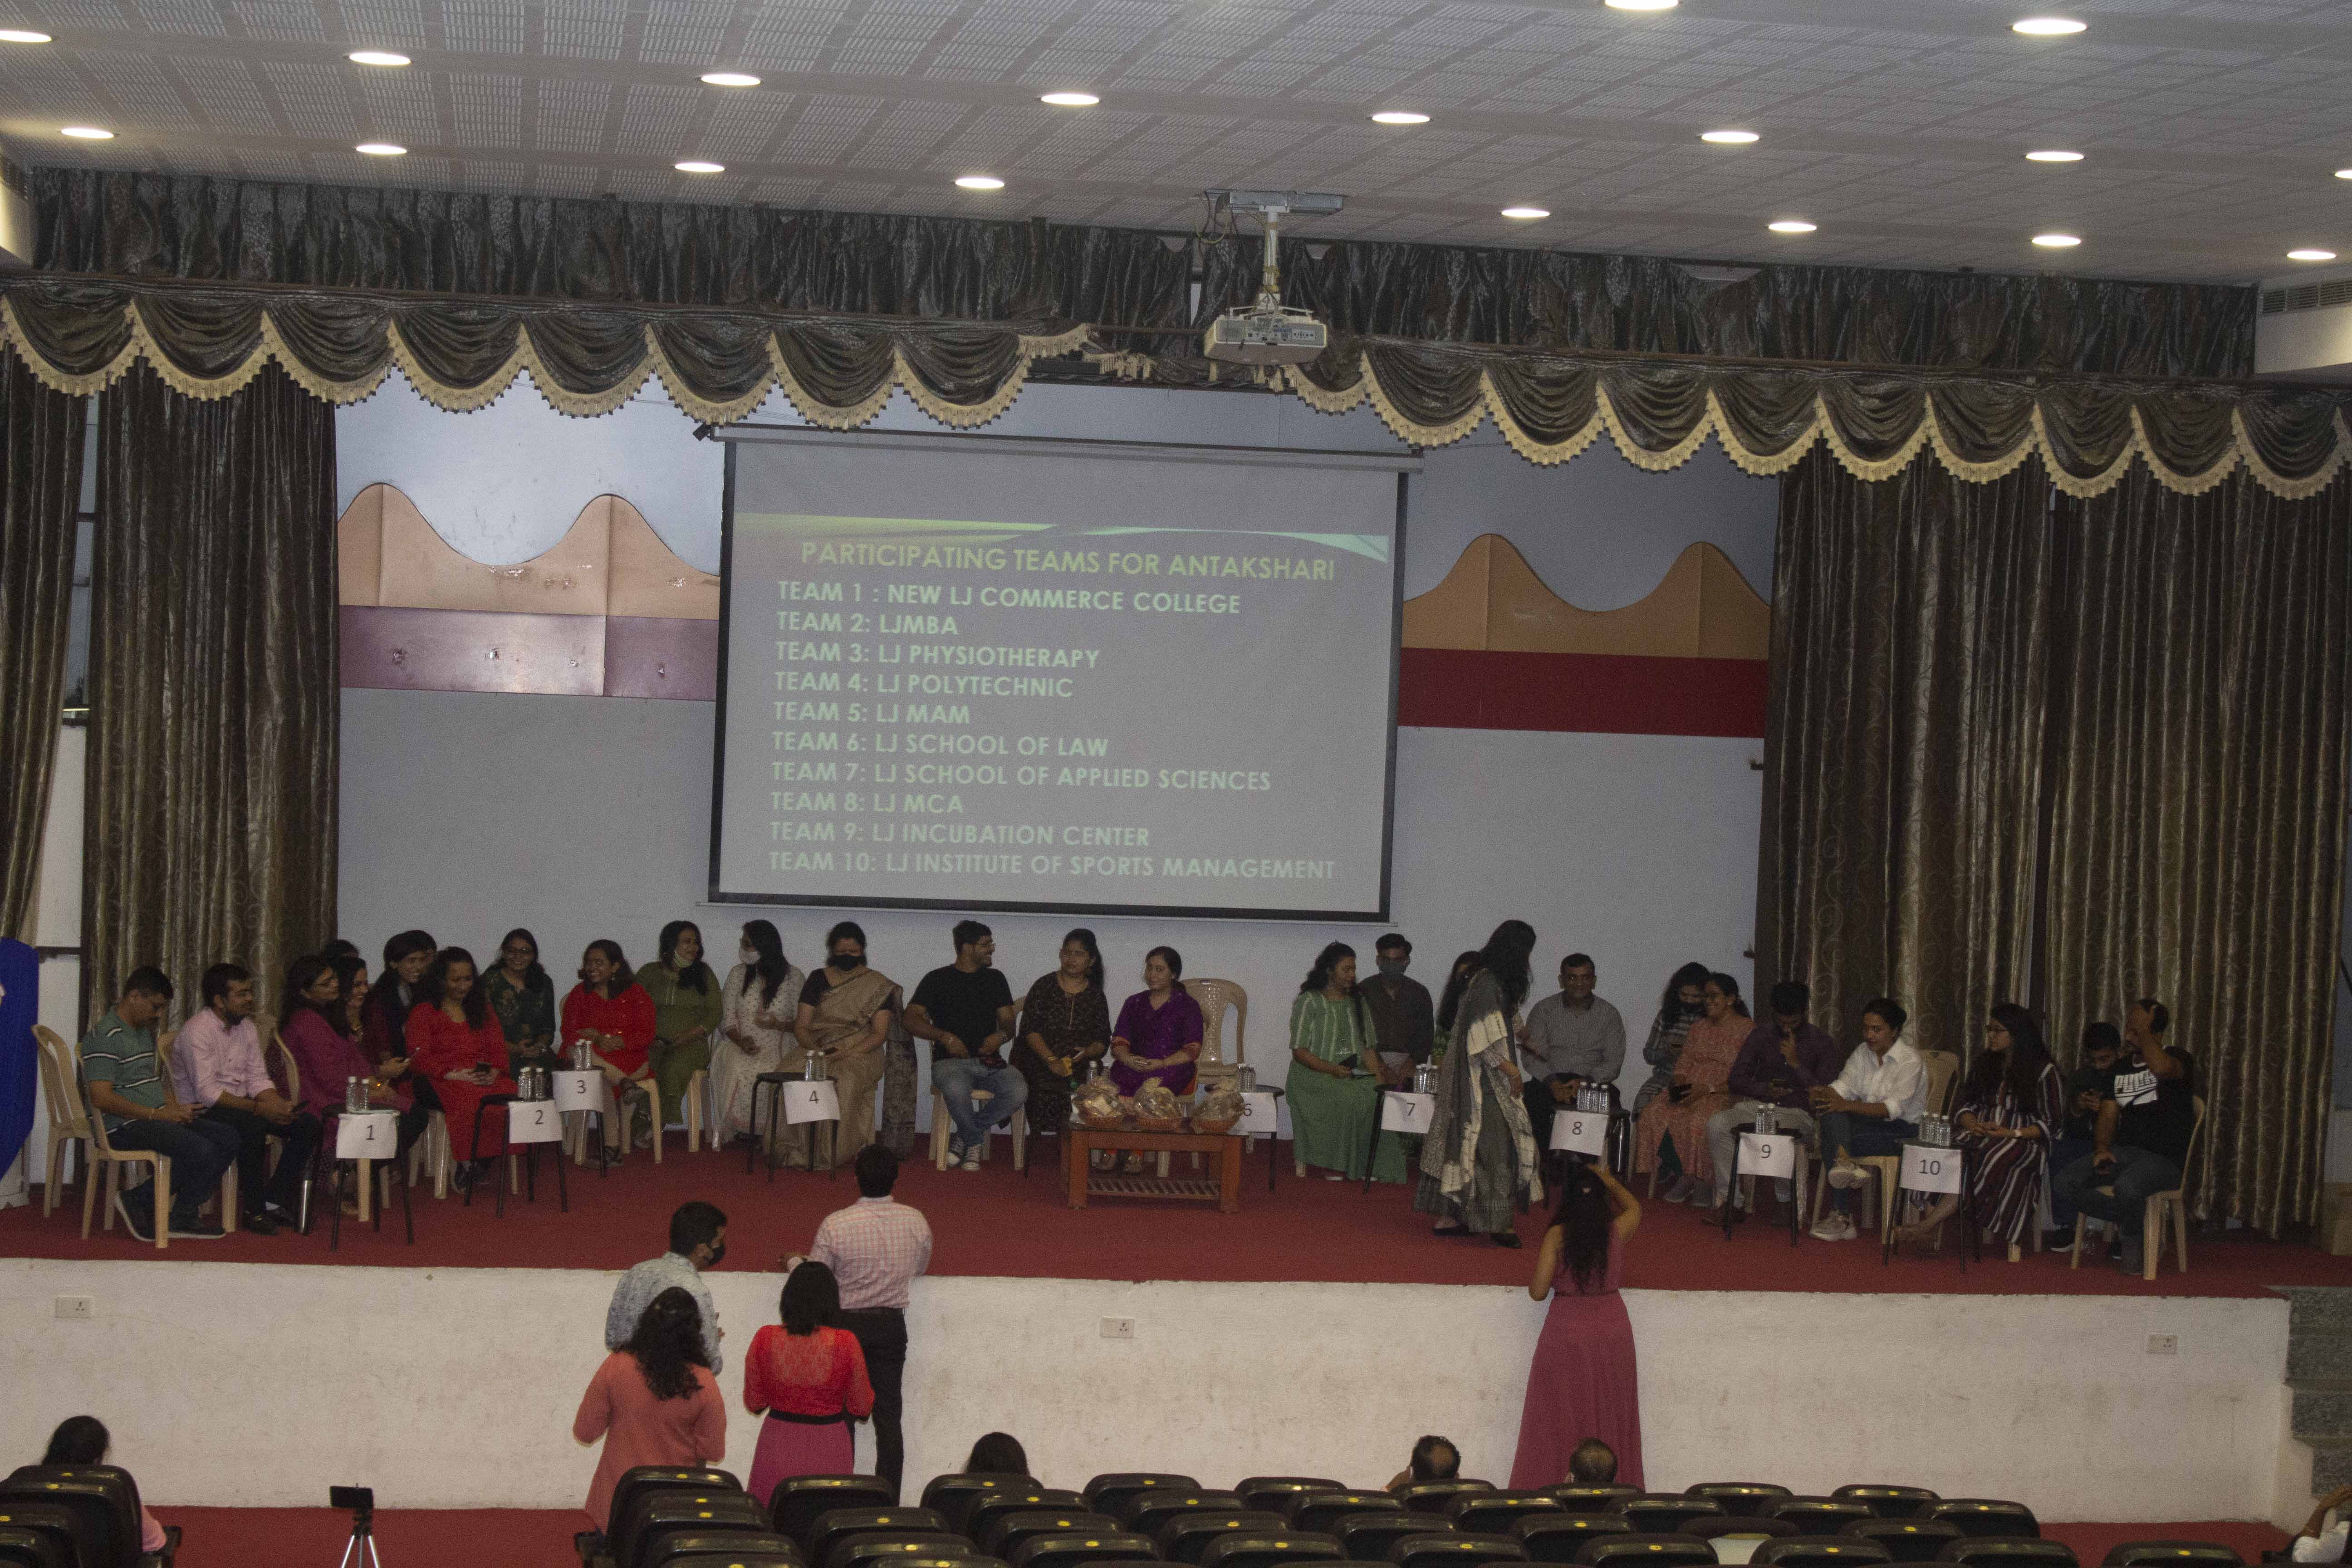 PARTICIPATING TEAMS FOR ANTAKSHARI
TEAM 1 : NEW LJ COMMERCE COLLEGE
TEAM 2: LJMBA
TEAM 3: LJ PHYSIOTHERAPY
TEAM 4: LJ POLYTECHNIC
TEAM 5: LJ MAM
TEAM 6: LJ SCHOOL OF LAW
TEAM 7: LJ SCHOOL OF APPLIED SCIENCES
TEAM 8: LJ MCA
TEAM 9: LJ INCUBATION CENTER
TEAM 10: LJ INSTITUTE OF SPORTS MANAGEMENT
1
2
3
4
6
7
8
9
10
PUMA